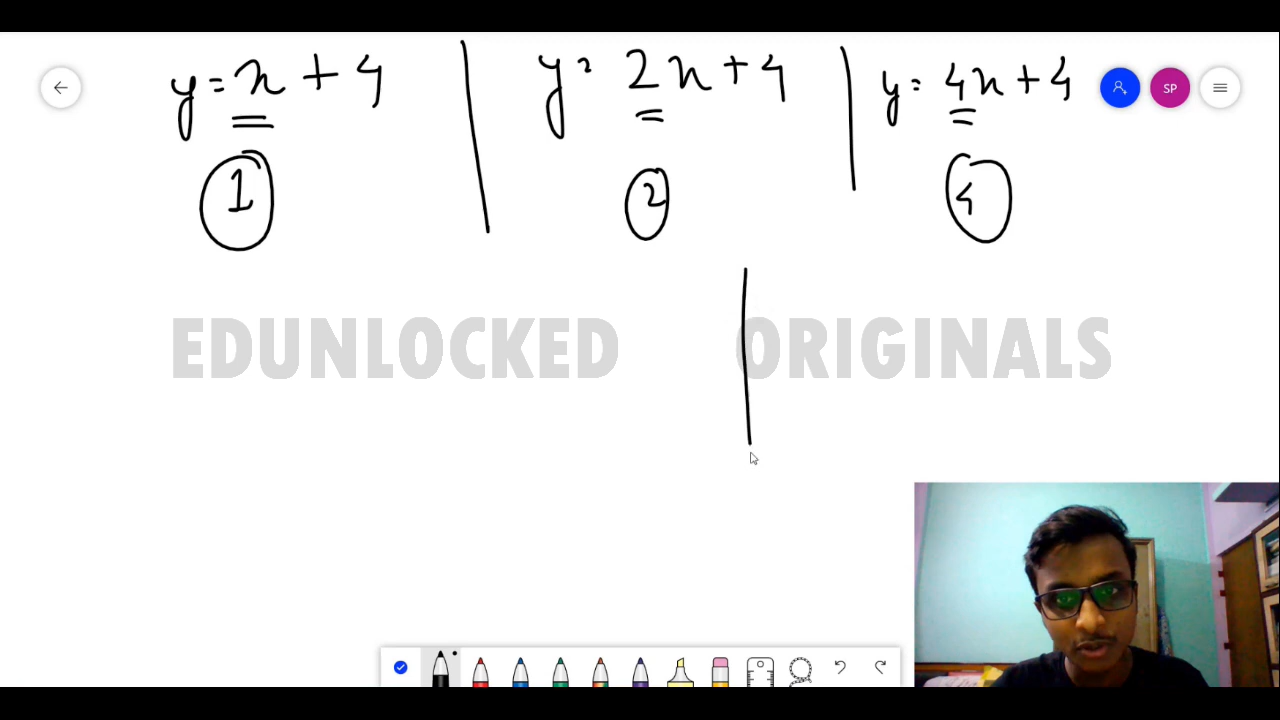 y = x + 4 y = 2x + 4 y = 4x + 4 SP
1 2 4
EDUNLOCKED ORIGINALS